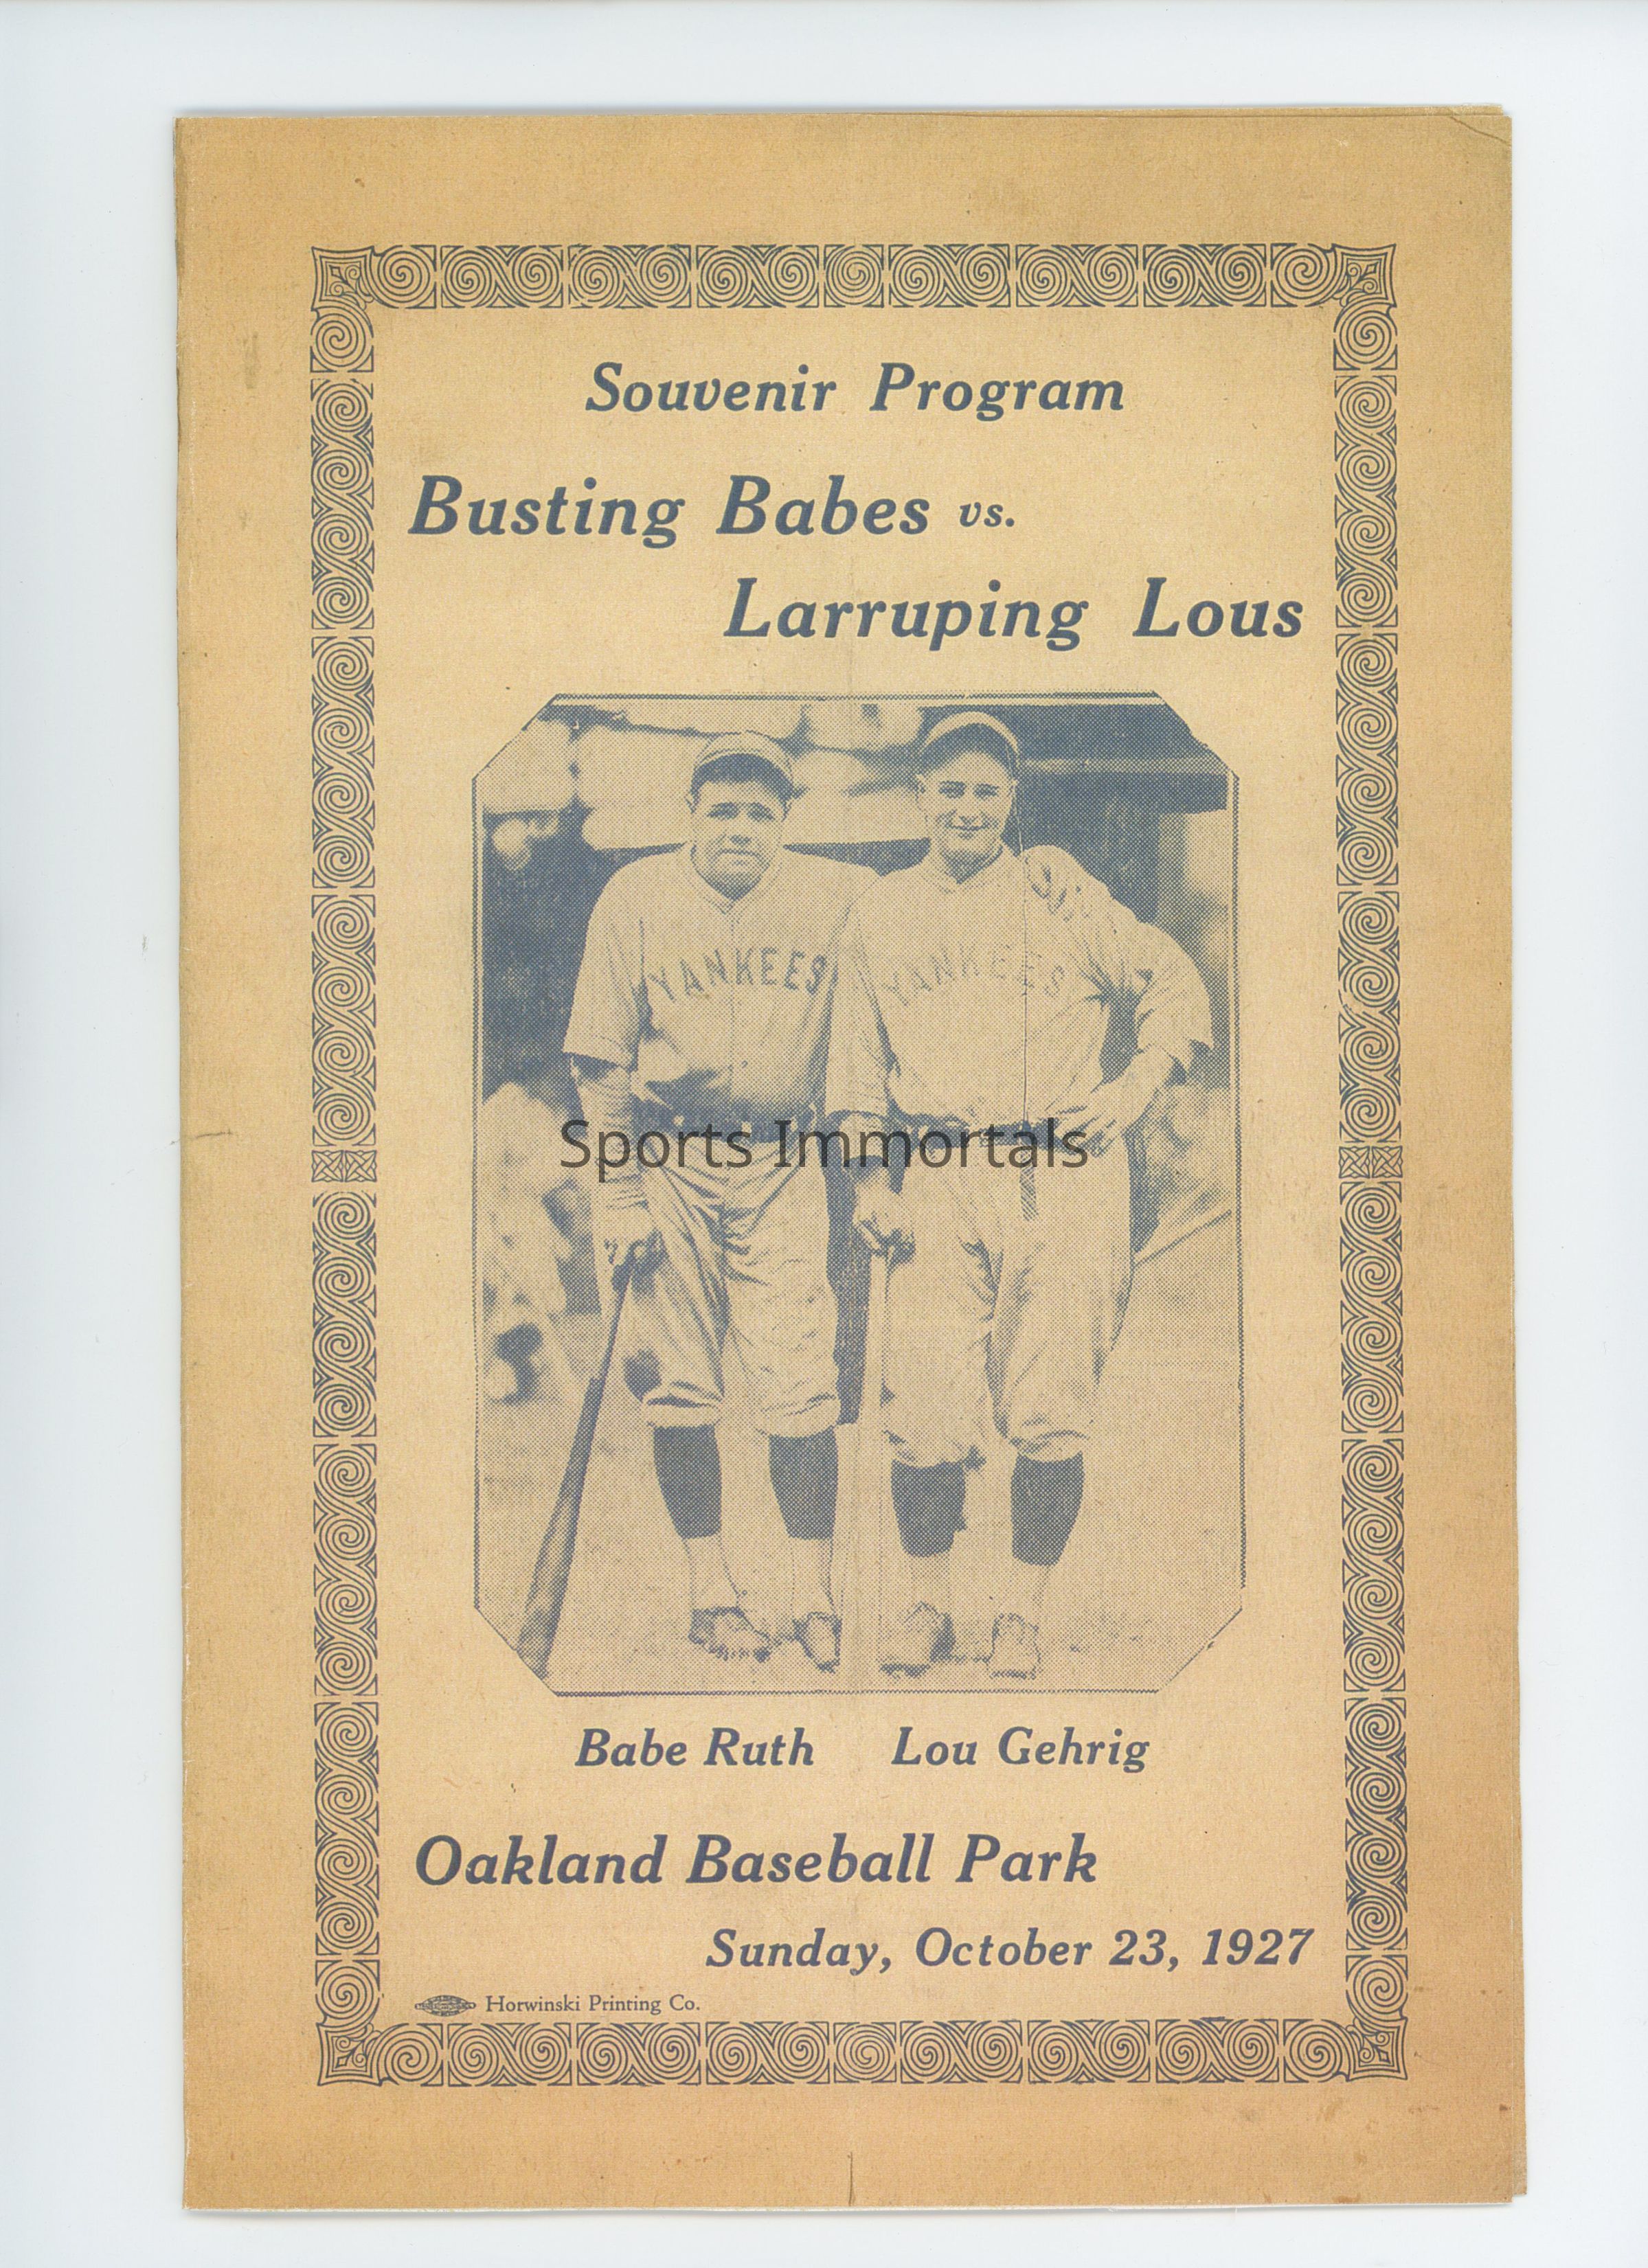 Souvenir Program
Busting Babes vs.
Larruping Lous
YANKEES YANKEES
Sports Immortals
Babe Ruth Lou Gehrig
Oakland Baseball Park
Sunday, October 23, 1927
Horwinski Printing Co.